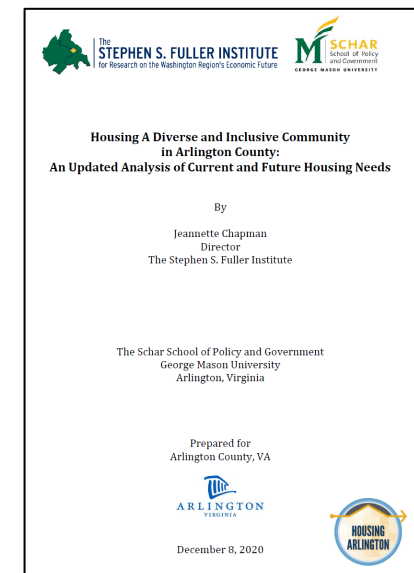 The
STEPHEN S. FULLER INSTITUTE
for Research on the Washington Region's Economic Future
M SCHAR
School of Policy
and Government
GEORGE MASON UNIVERSITY
Housing A Diverse and Inclusive Community
in Arlington County:
An Updated Analysis of Current and Future Housing Needs
By
Jeannette Chapman
Director
The Stephen S. Fuller Institute
The Schar School of Policy and Government
George Mason University
Arlington, Virginia
Prepared for
Arlington County, VA
ARLINGTON
VIRGINIA
HOUSING
ARLINGTON
December 8, 2020